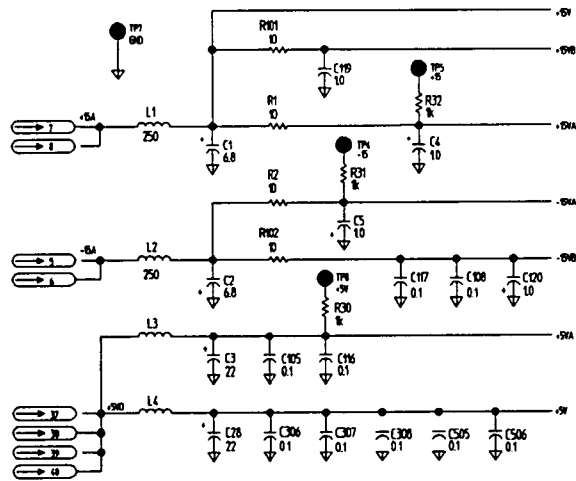 +15V
R101
10
+15VB
TP7
GND
C119
1.0
TP5
+15
R32
1k
+15A
L1
250
R1
10
+15VA
7
8
+
C1
6.8
+
C4
1.0
TP4
-15
R31
1k
R2
10
-15VA
+
C5
1.0
-15A
L2
250
R102
10
-15VB
5
6
+
C2
6.8
C117
0.1
C108
0.1
+
C120
1.0
TP8
+5V
R30
1k
L3
+5VA
+
C3
22
C105
0.1
C116
0.1
+5VD
L4
+5V
37
38
39
40
+
C28
22
C306
0.1
C307
0.1
C308
0.1
C505
0.1
C506
0.1